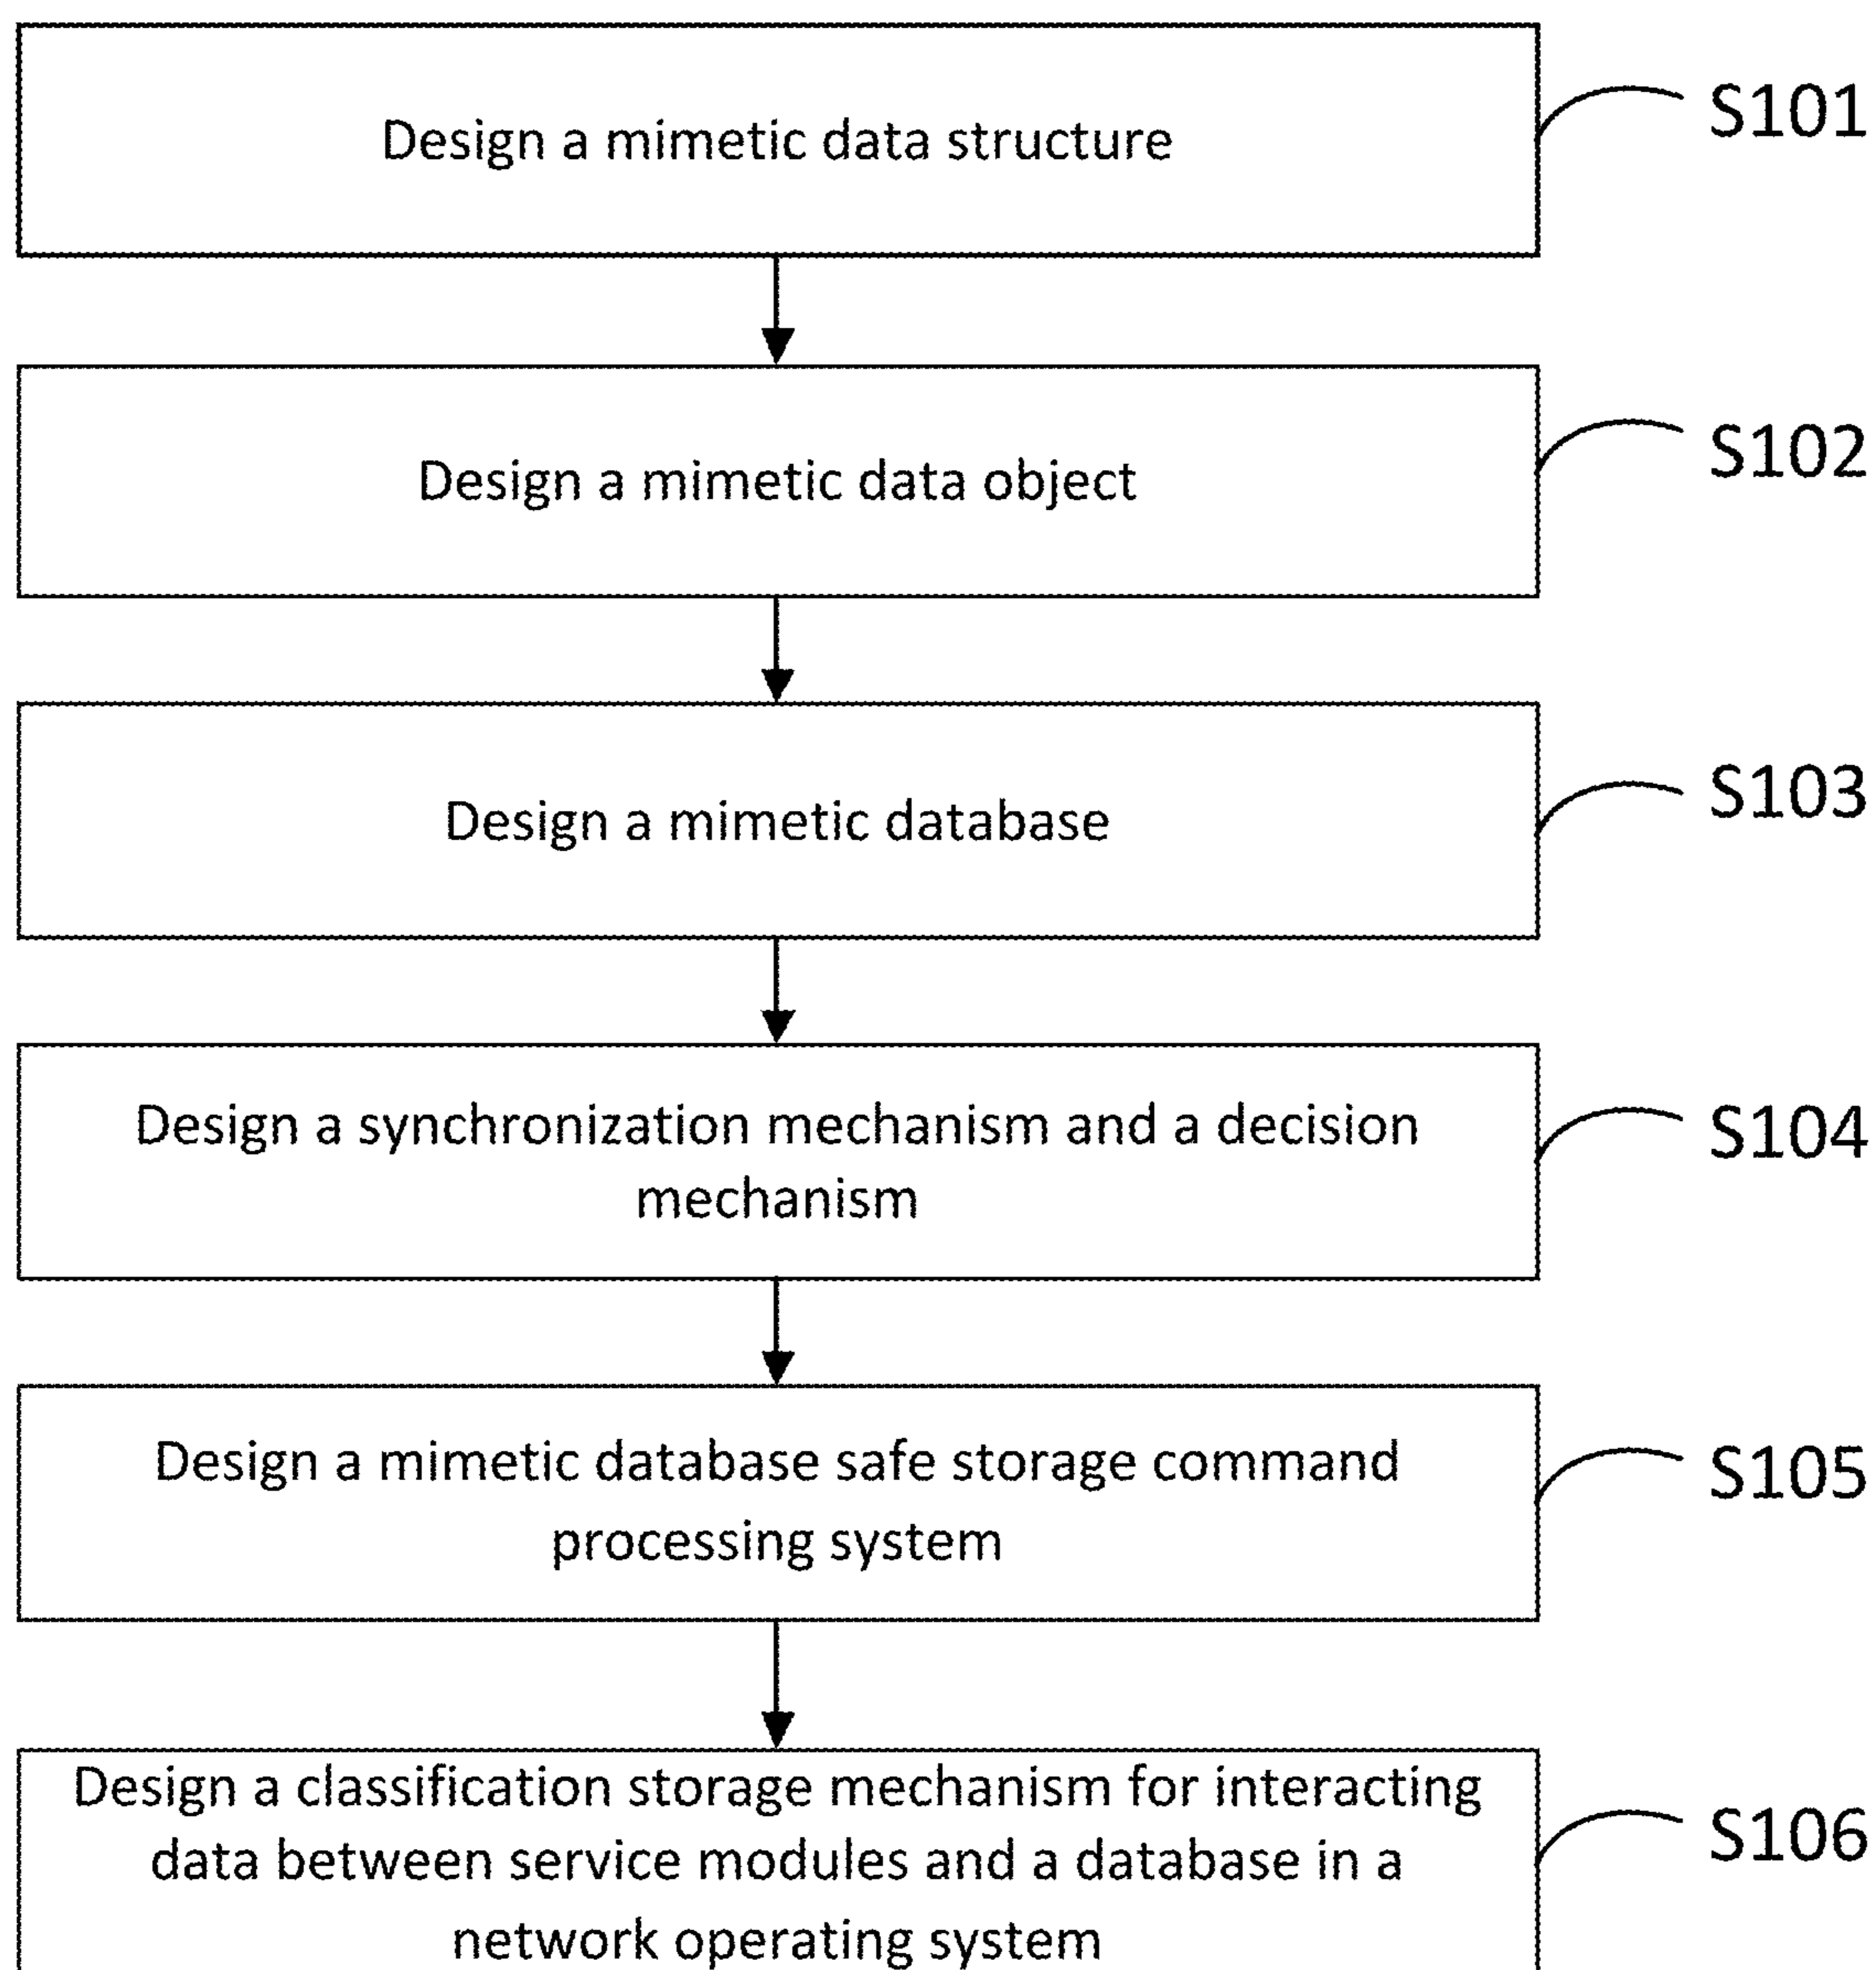 Design a mimetic data structure
S101
Design a mimetic data object
S102
Design a mimetic database
S103
Design a synchronization mechanism and a decision
mechanism
S104
Design a mimetic database safe storage command
processing system
S105
Design a classification storage mechanism for interacting
data between service modules and a database in a
network operating system
S106